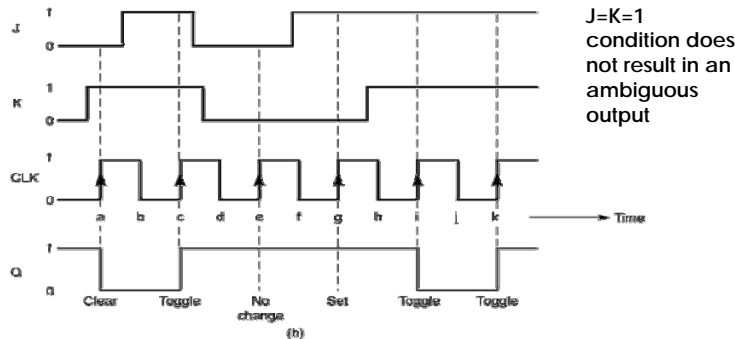 J=K=1
condition does
not result in an
ambiguous
output
1
J
0
1
K
0
1
CLK
0
a b c d e f g h i j k
Time
1
Q
0
Clear Toggle No change Set Toggle Toggle
(b)